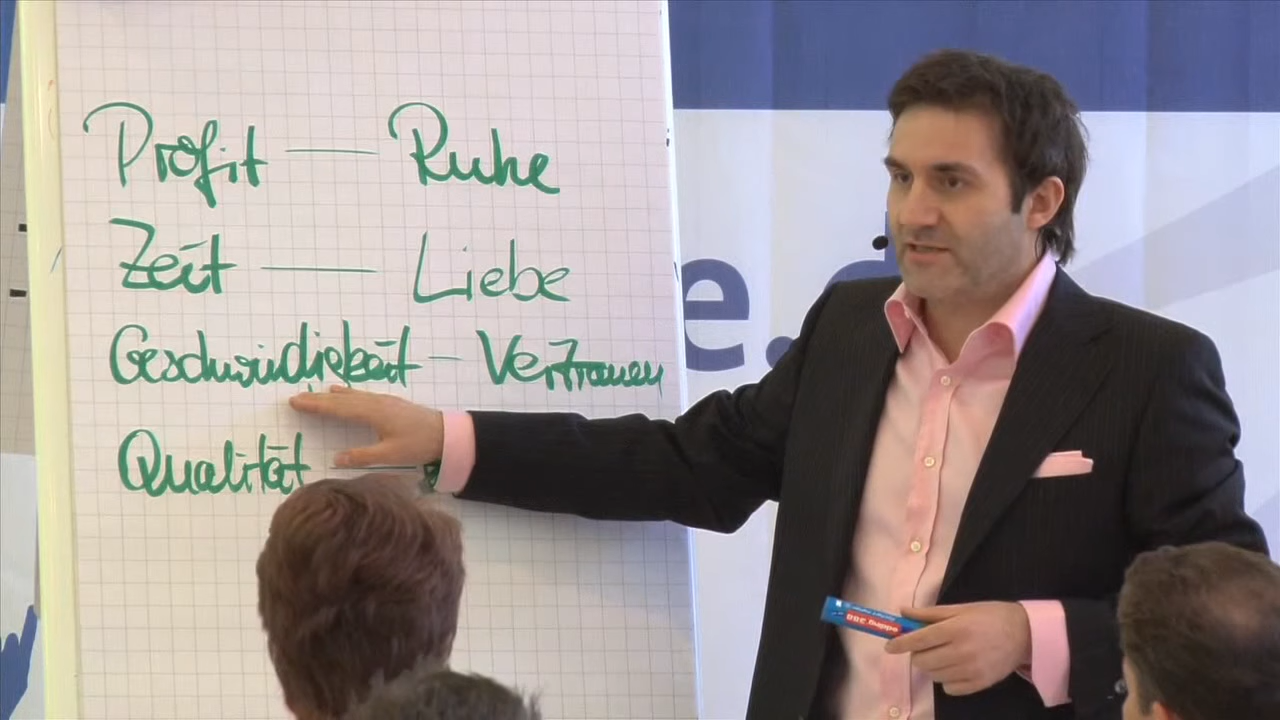 Profit — Ruhe
Zeit — Liebe
Geschwindigkeit — Vertrauen
Qualität —
e.d